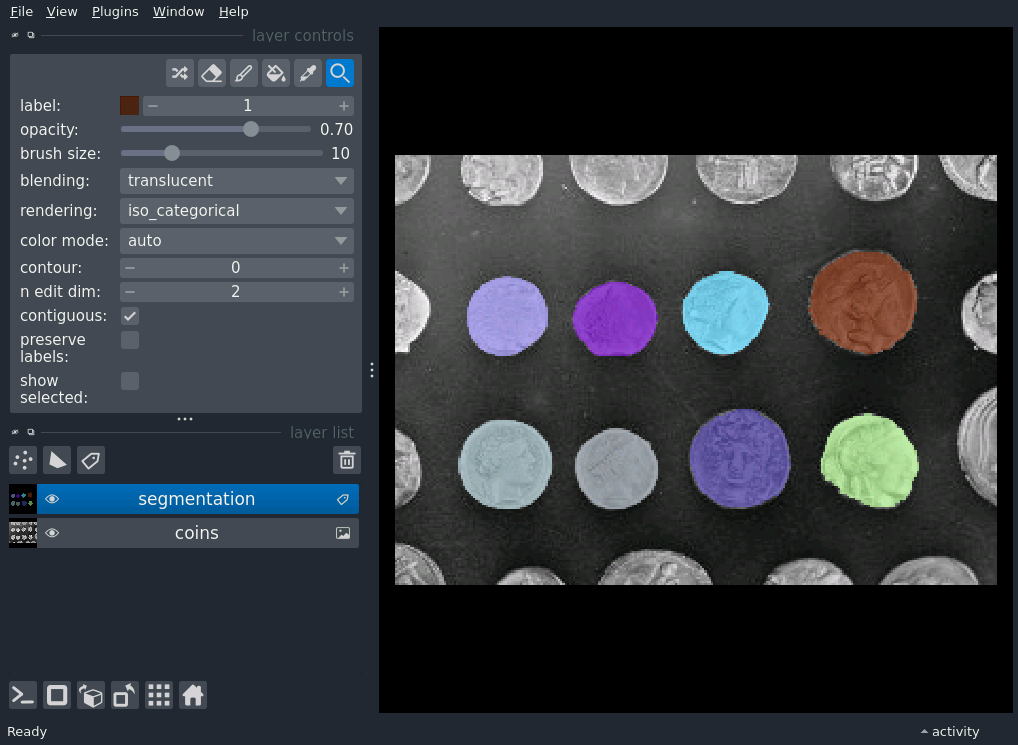 File View Plugins Window Help
layer controls
label: 1
opacity: 0.70
brush size: 10
blending: translucent
rendering: iso_categorical
color mode: auto
contour: 0
n edit dim: 2
contiguous:
preserve
labels:
show
selected:
layer list
segmentation
coins
Ready
activity